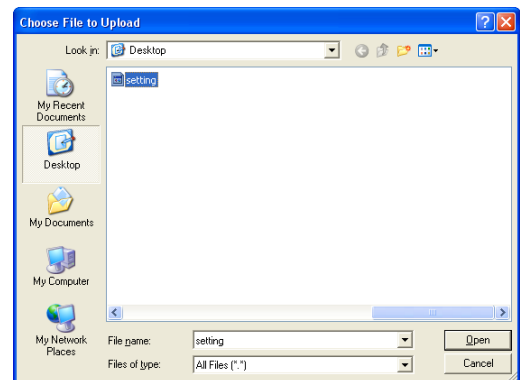 Choose File to Upload
Look in: Desktop
setting
My Recent
Documents
Desktop
My Documents
My Computer
My Network
Places
File name: setting Open
Files of type: All Files (*.*) Cancel